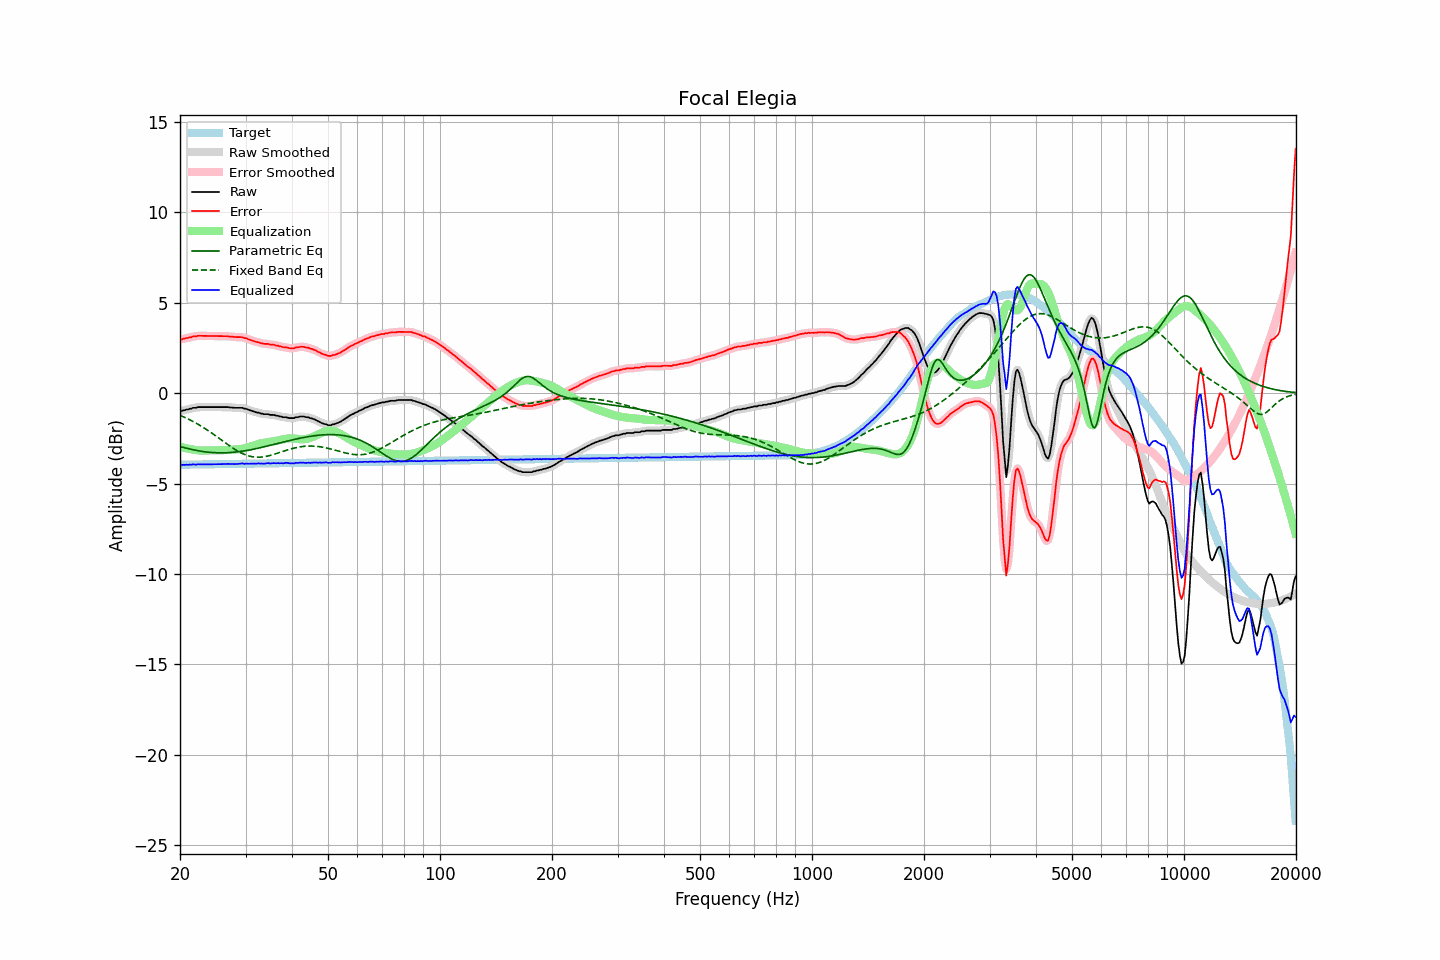 Focal Elegia
Target
Raw Smoothed
Error Smoothed
Raw
Error
Equalization
Parametric Eq
Fixed Band Eq
Equalized
15
10
5
0
−5
−10
−15
−20
−25
Amplitude (dBr)
20 50 100 200 500 1000 2000 5000 10000 20000
Frequency (Hz)